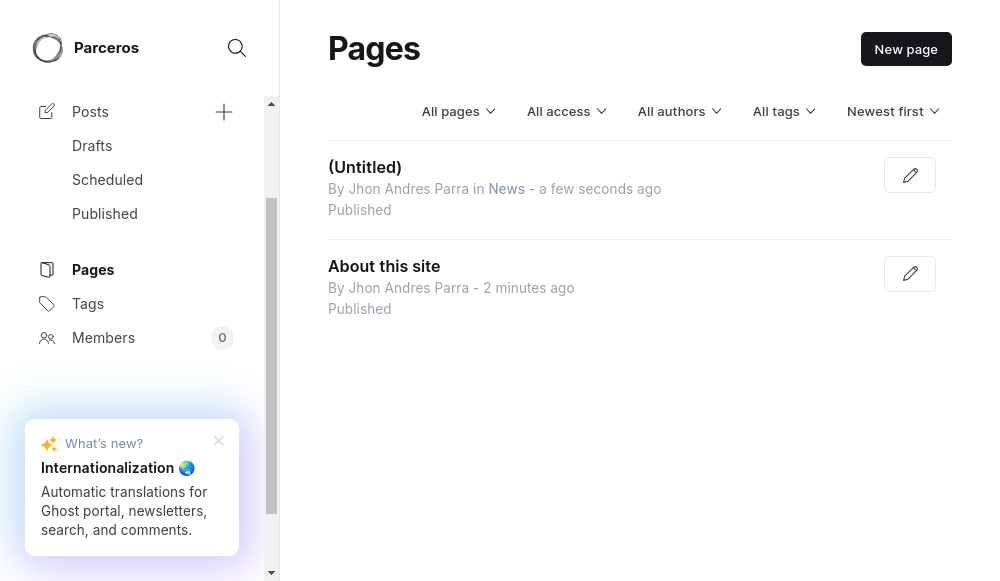 Parceros
Posts
Drafts
Scheduled
Published
Pages
Tags
Members 0
What's new?
Internationalization 🌏
Automatic translations for
Ghost portal, newsletters,
search, and comments.
Pages
New page
All pages All access All authors All tags Newest first
(Untitled)
By Jhon Andres Parra in News - a few seconds ago
Published
About this site
By Jhon Andres Parra - 2 minutes ago
Published